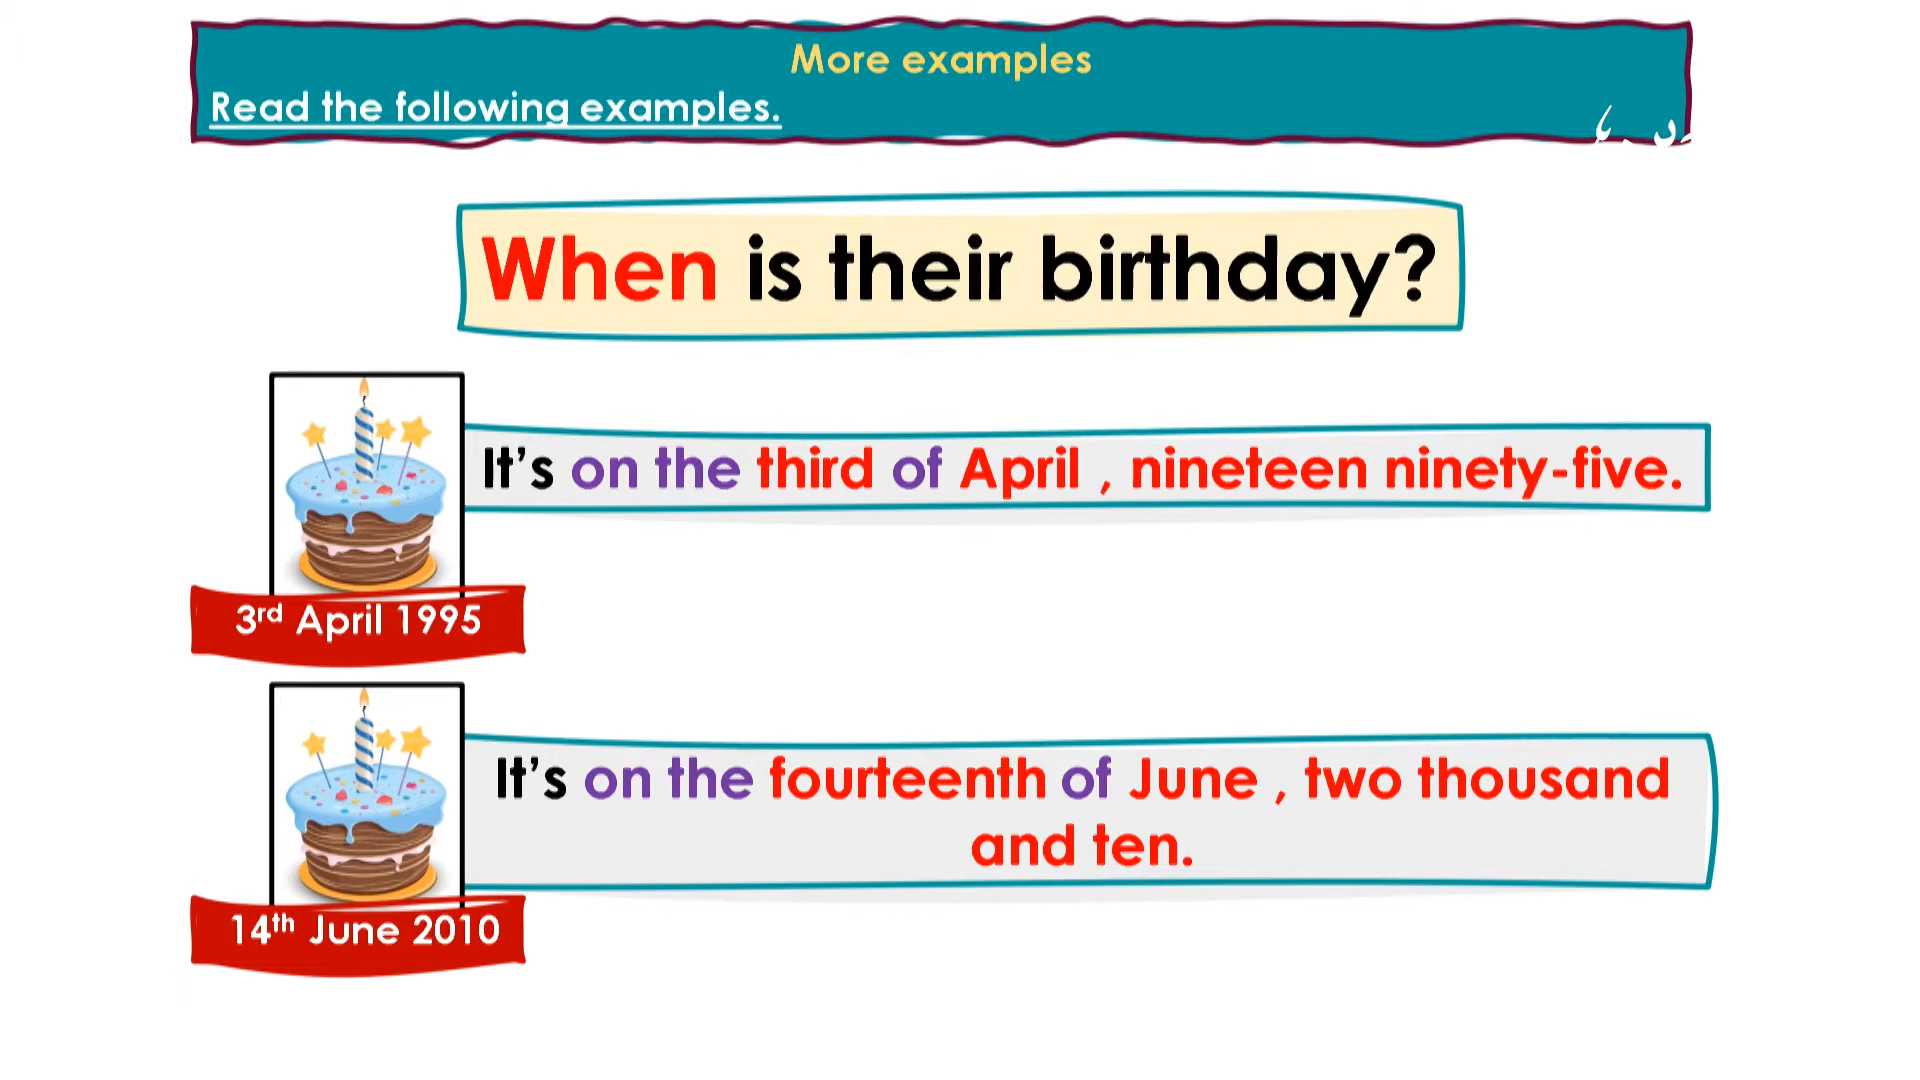 More examples
Read the following examples.
When is their birthday?
It's on the third of April , nineteen ninety-five.
3rd April 1995
It's on the fourteenth of June , two thousand
and ten.
14th June 2010